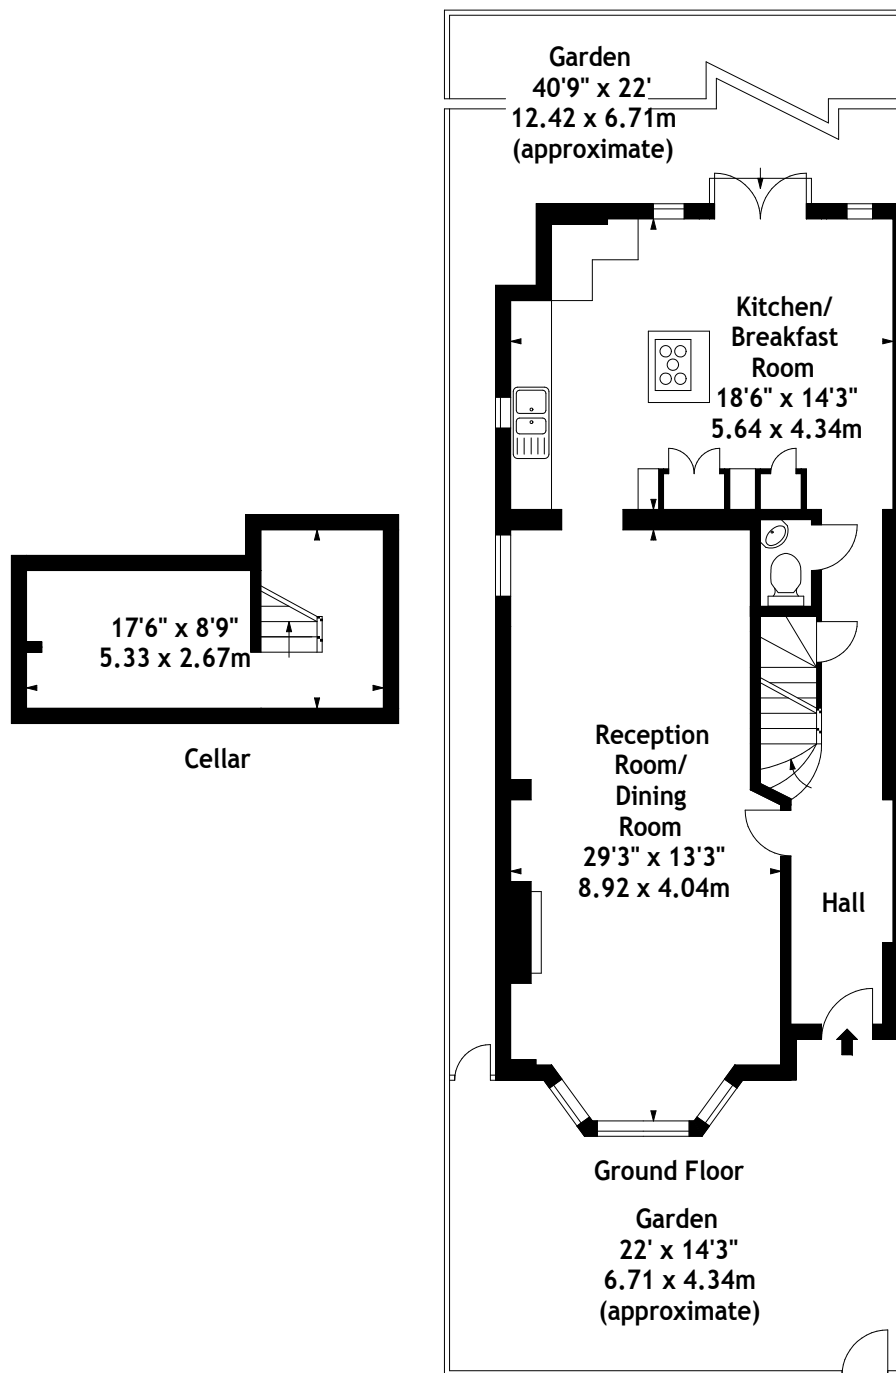 Garden
40'9" x 22'
12.42 x 6.71m
(approximate)
Kitchen/
Breakfast
Room
18'6" x 14'3"
5.64 x 4.34m
17'6" x 8'9"
5.33 x 2.67m
Cellar
Reception
Room/
Dining
Room
29'3" x 13'3"
8.92 x 4.04m
Hall
Ground Floor
Garden
22' x 14'3"
6.71 x 4.34m
(approximate)